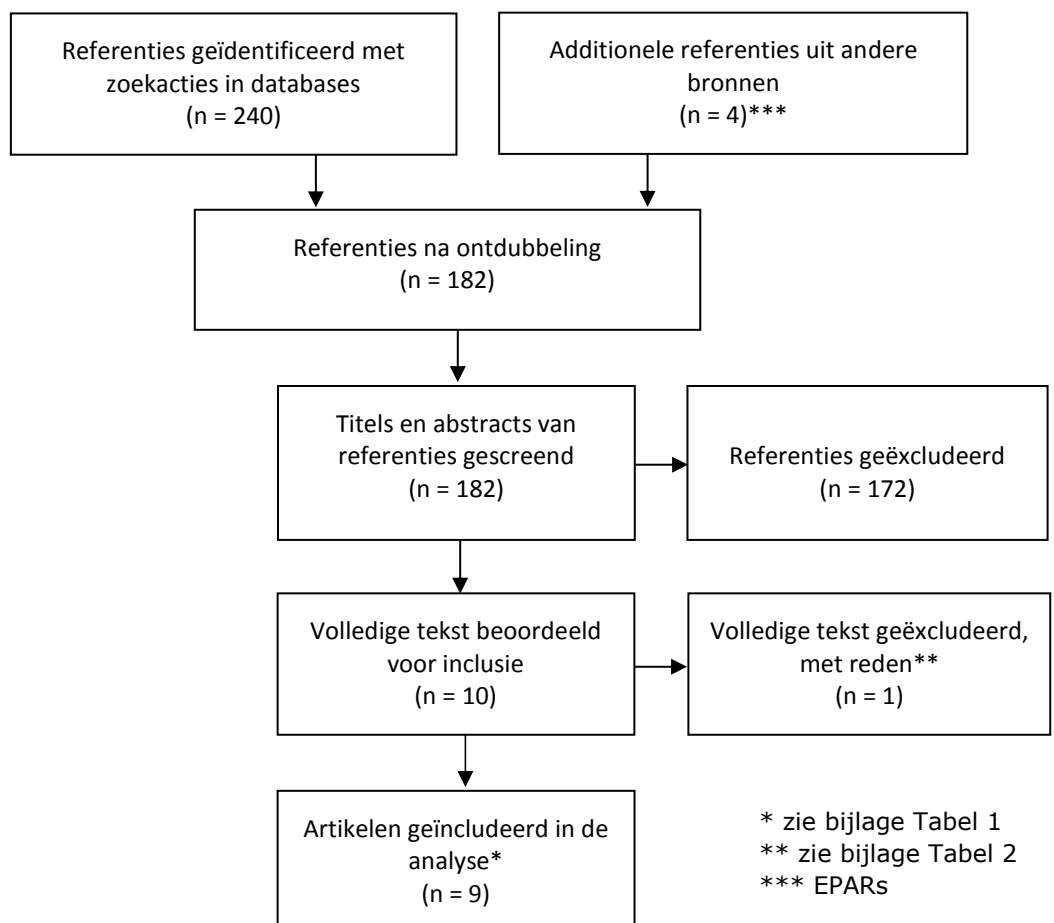 Referenties geïdentificeerd met
zoekacties in databases
(n = 240)
Additionele referenties uit andere
bronnen
(n = 4)***
Referenties na ontdubbeling
(n = 182)
Titels en abstracts van
referenties gescreend
(n = 182)
Referenties geëxcludeerd
(n = 172)
Volledige tekst beoordeeld
voor inclusie
(n = 10)
Volledige tekst geëxcludeerd,
met reden**
(n = 1)
Artikelen geïncludeerd in de
analyse*
(n = 9)
* zie bijlage Tabel 1
** zie bijlage Tabel 2
*** EPARs